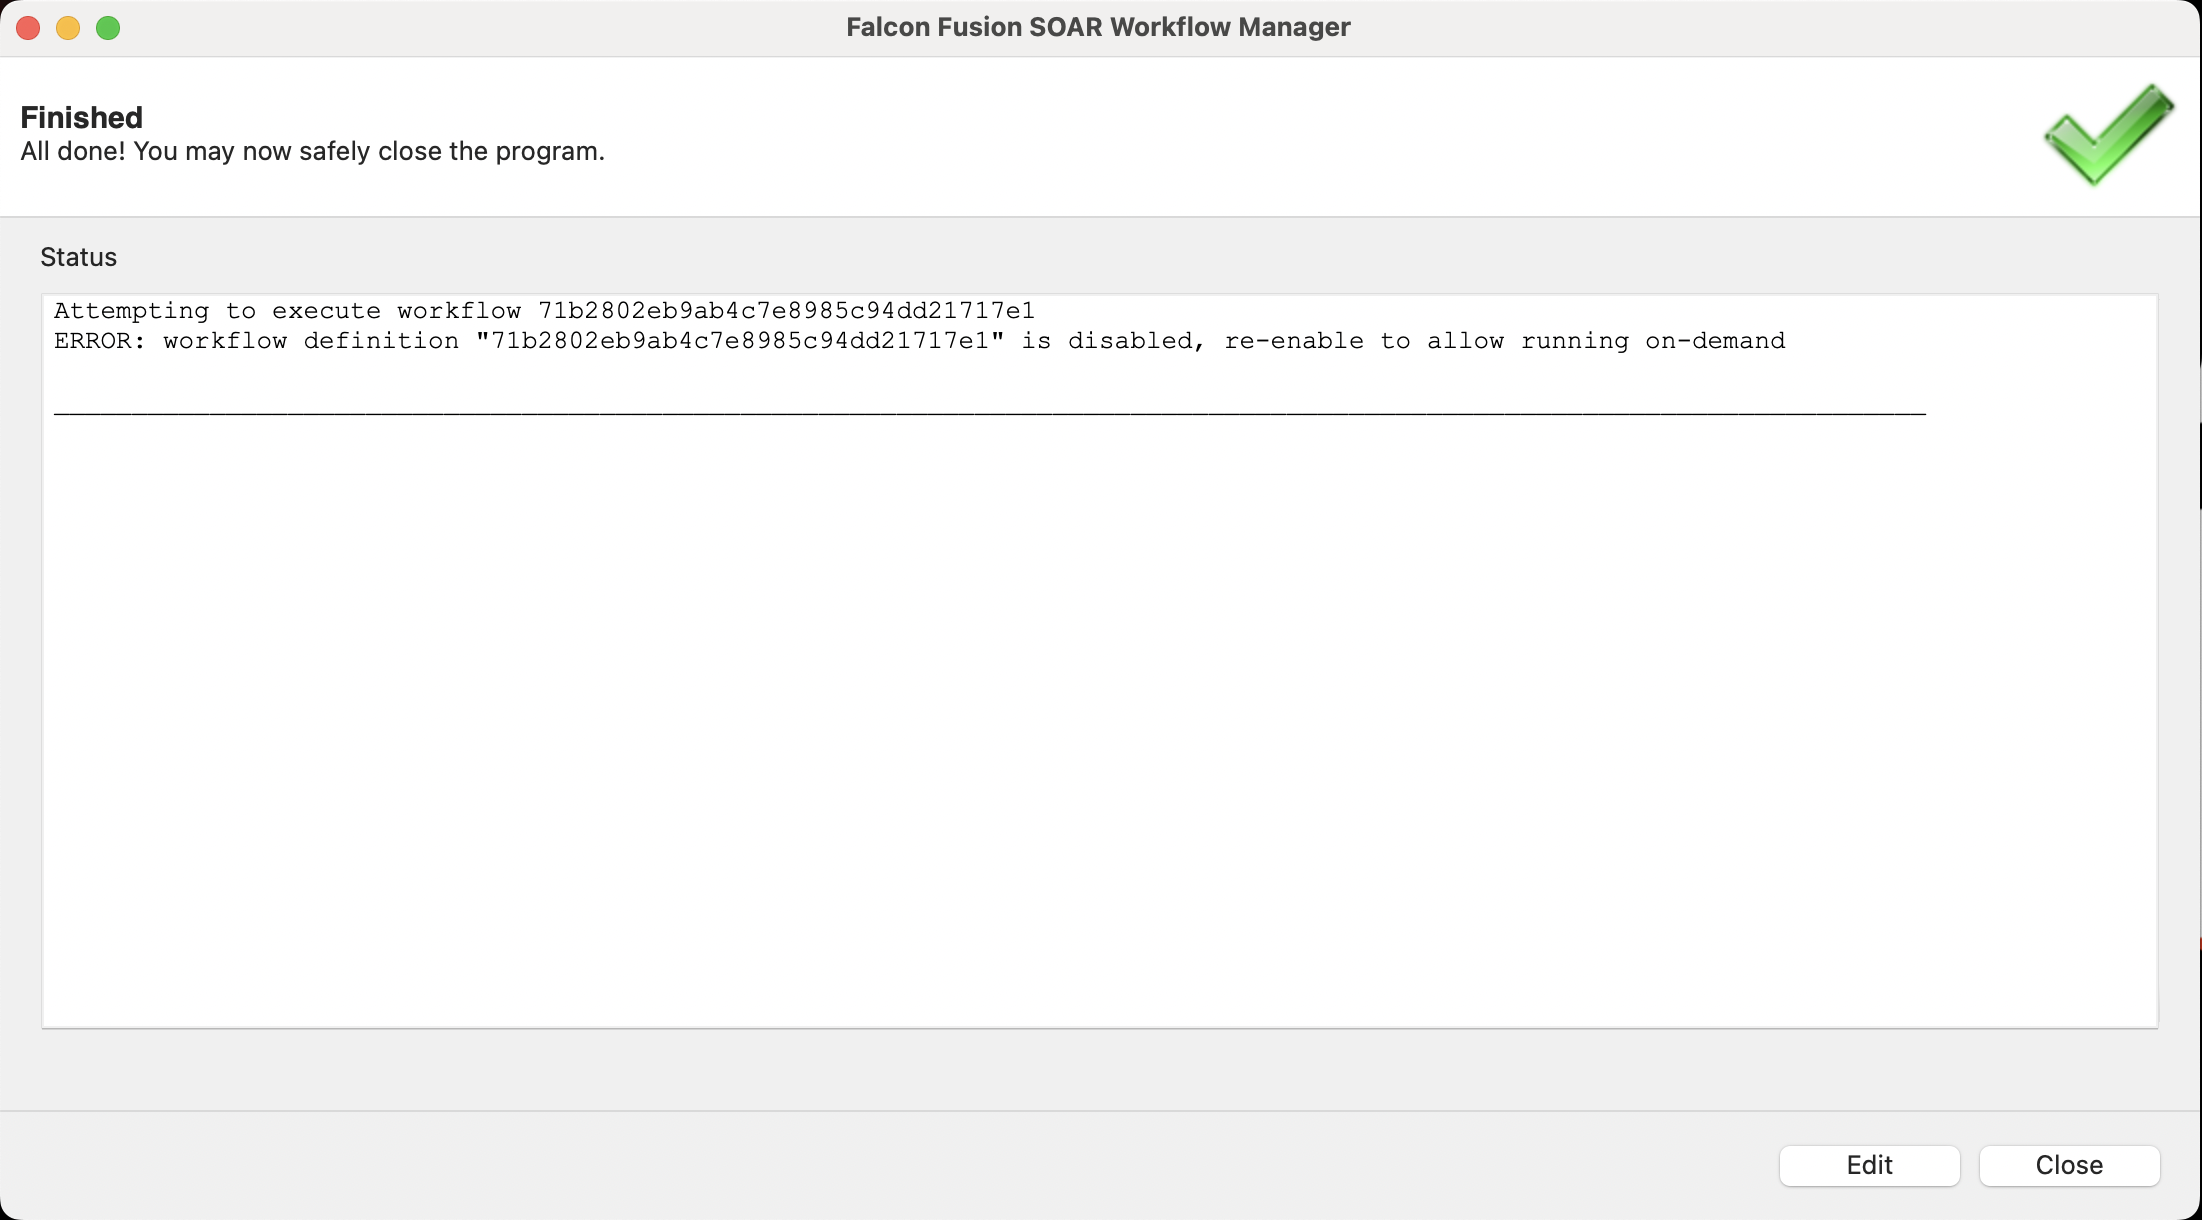 Falcon Fusion SOAR Workflow Manager
Finished
All done! You may now safely close the program.
Status
Attempting to execute workflow 71b2802eb9ab4c7e8985c94dd21717e1
ERROR: workflow definition "71b2802eb9ab4c7e8985c94dd21717e1" is disabled, re-enable to allow running on-demand
Edit
Close